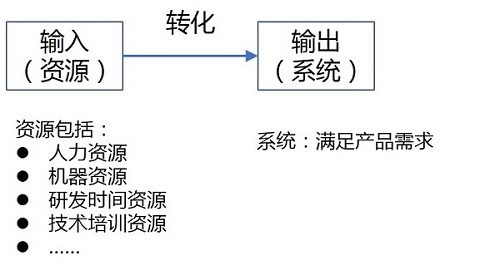 转化
输入
（资源）
输出
（系统）
资源包括：
● 人力资源
● 机器资源
● 研发时间资源
● 技术培训资源
● ......
系统：满足产品需求